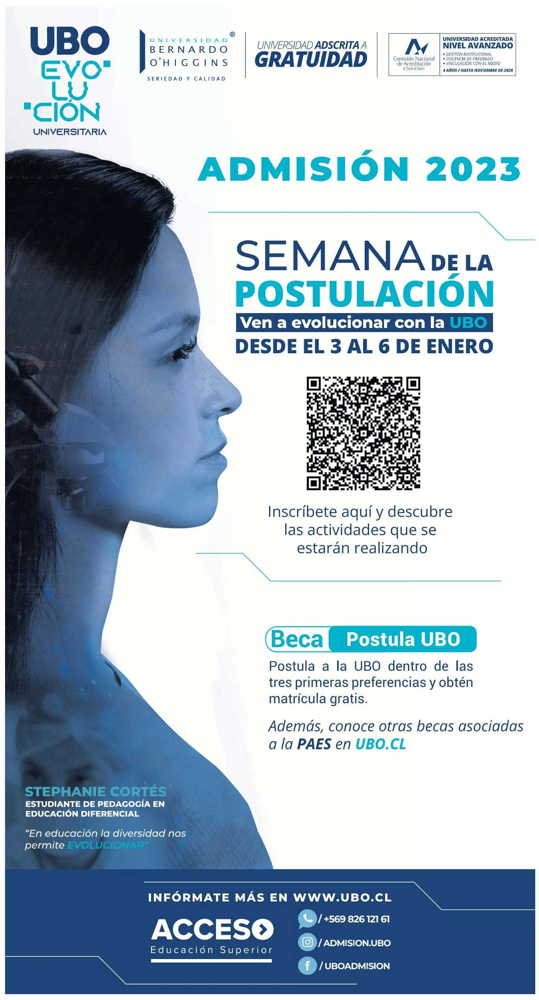 UBO
EVO
LU
CIÓN
UNIVERSITARIA
UNIVERSIDAD ®
BERNARDO
O'HIGGINS
SERIEDAD Y CALIDAD
UNIVERSIDAD ADSCRITA A
GRATUIDAD
Comisión Nacional
de Acreditación
CNA-Chile
UNIVERSIDAD ACREDITADA
NIVEL AVANZADO
• GESTIÓN INSTITUCIONAL
• DOCENCIA DE PREGRADO
• VINCULACIÓN CON EL MEDIO
4 AÑOS / HASTA NOVIEMBRE DE 2026
ADMISIÓN 2023
SEMANA DE LA
POSTULACIÓN
Ven a evolucionar con la UBO
DESDE EL 3 AL 6 DE ENERO
Inscríbete aquí y descubre
las actividades que se
estarán realizando
Beca Postula UBO
Postula a la UBO dentro de las
tres primeras preferencias y obtén
matrícula gratis.
Además, conoce otras becas asociadas
a la PAES en UBO.CL
STEPHANIE CORTÉS
ESTUDIANTE DE PEDAGOGÍA EN
EDUCACIÓN DIFERENCIAL
“En educación la diversidad nos
permite EVOLUCIONAR”
INFÓRMATE MÁS EN WWW.UBO.CL
ACCESO
Educación Superior
/ +569 826 121 61
/ ADMISION.UBO
/ UBOADMISION